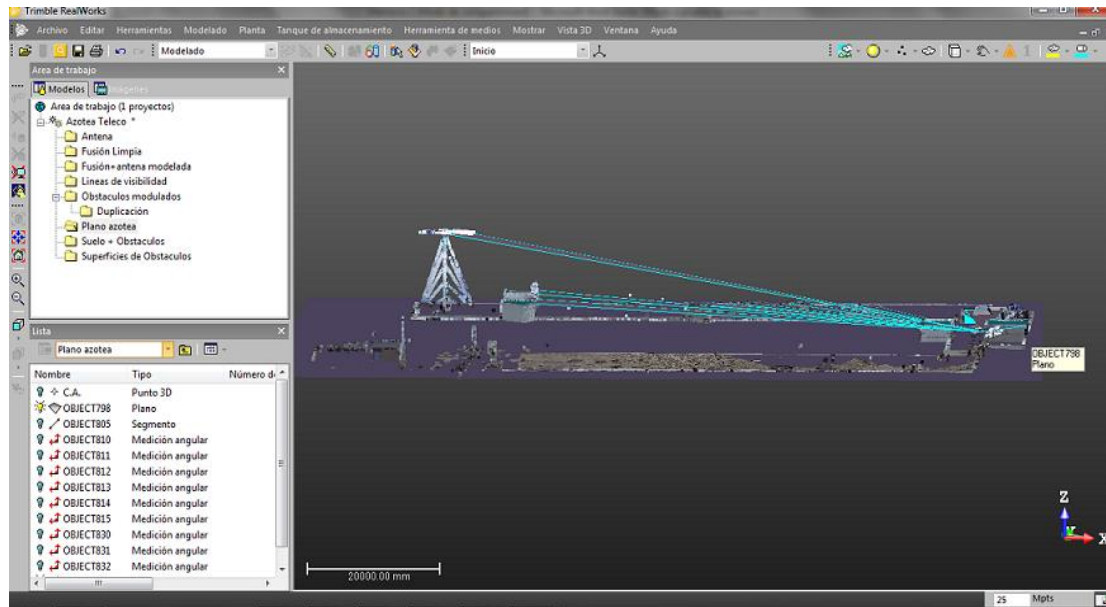 Trimble RealWorks
Archivo Editar Herramientas Modelado Planta Tanque de almacenamiento Herramienta de medios Mostrar Vista 3D Ventana Ayuda
Modelado Inicio 1
Area de trabajo
Modelos Imágenes
Area de trabajo (1 proyectos)
Azotea Teleco *
Antena
Fusión Limpia
Fusión+antena modelada
Lineas de visibilidad
Obstaculos modulados
Duplicación
Plano azotea
Suelo + Obstaculos
Superficies de Obstaculos
Lista
Plano azotea
Nombre Tipo Número d
C.A. Punto 3D
OBJECT798 Plano
OBJECT805 Segmento
OBJECT810 Medición angular
OBJECT811 Medición angular
OBJECT812 Medición angular
OBJECT813 Medición angular
OBJECT814 Medición angular
OBJECT815 Medición angular
OBJECT830 Medición angular
OBJECT831 Medición angular
OBJECT832 Medición angular
OBJECT798
Plano
Z
Y
X
20000.00 mm
25 Mpts